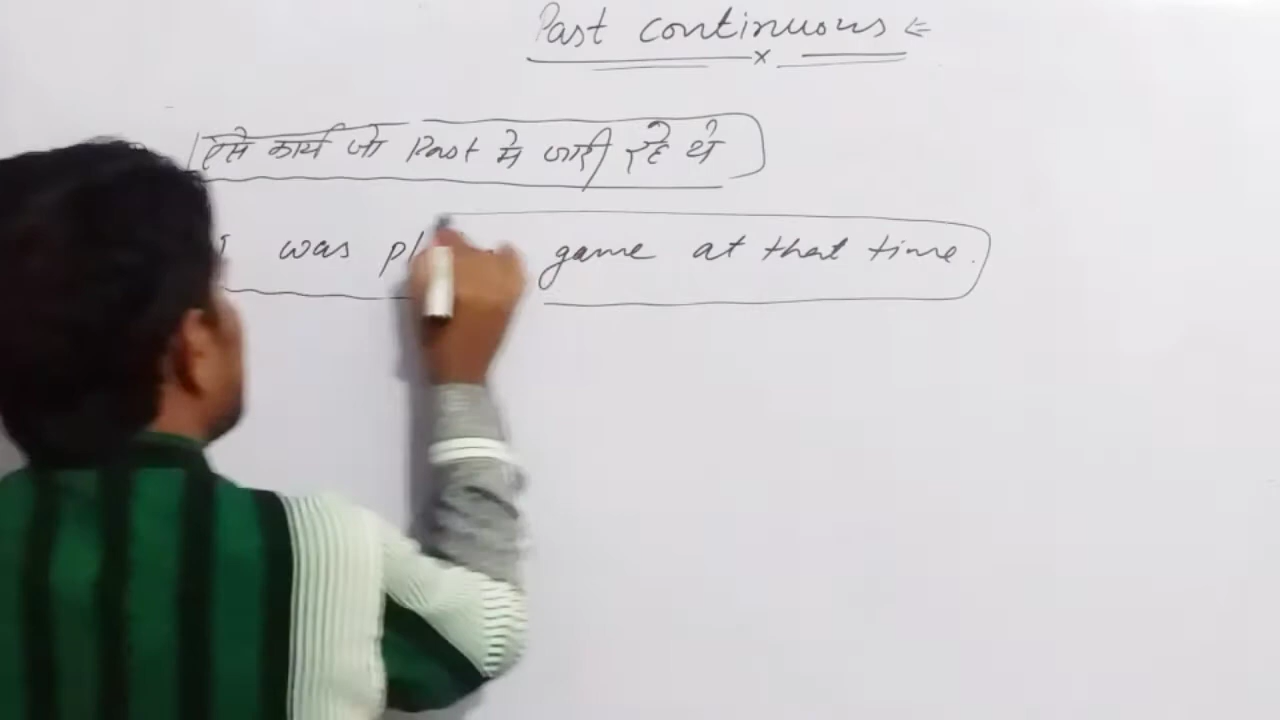 Past continuous
ऐसे कार्य जो Past मे जारी रहे थे
I was game at that time.